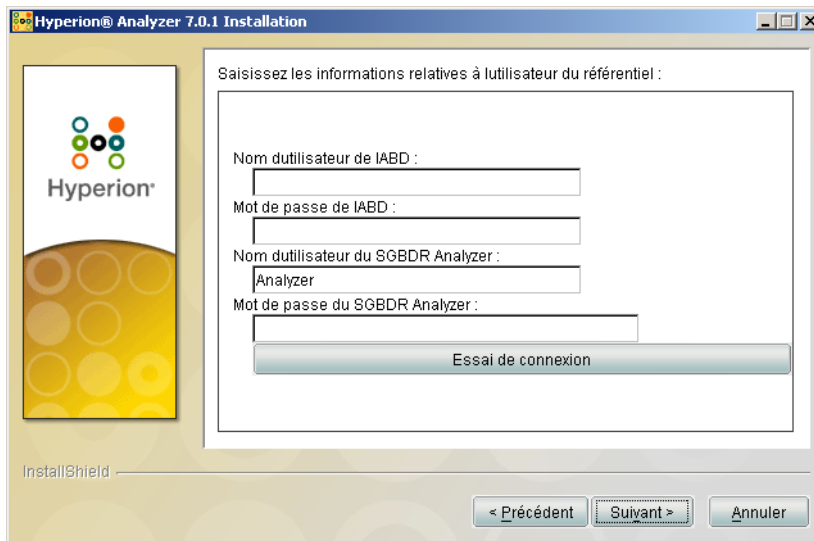 Hyperion® Analyzer 7.0.1 Installation
Saisissez les informations relatives à lutilisateur du référentiel :
Hyperion
Nom dutilisateur de lABD :
Mot de passe de lABD :
Nom dutilisateur du SGBDR Analyzer :
Analyzer
Mot de passe du SGBDR Analyzer :
Essai de connexion
InstallShield
< Précédent
Suivant >
Annuler